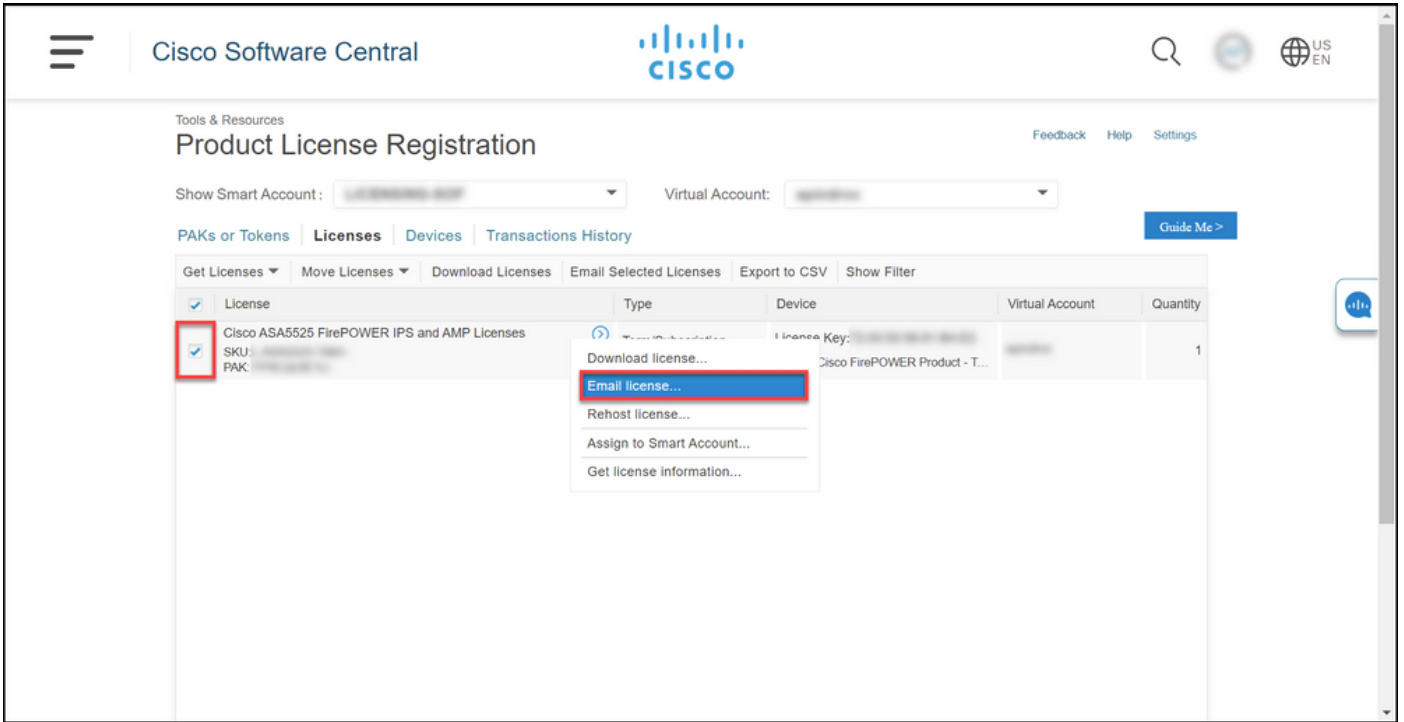 Cisco Software Central
CISCO
US
EN
Tools & Resources
Product License Registration
Feedback Help Settings
Show Smart Account :
Virtual Account:
PAKs or Tokens Licenses Devices Transactions History
Guide Me >
Get Licenses Move Licenses Download Licenses Email Selected Licenses Export to CSV Show Filter
License Type Device Virtual Account Quantity
Cisco ASA5525 FirePOWER IPS and AMP Licenses
SKU:
PAK:
Term/Subscription
License Key:
Cisco FirePOWER Product - T...
1
Download license...
Email license...
Rehost license...
Assign to Smart Account...
Get license information...